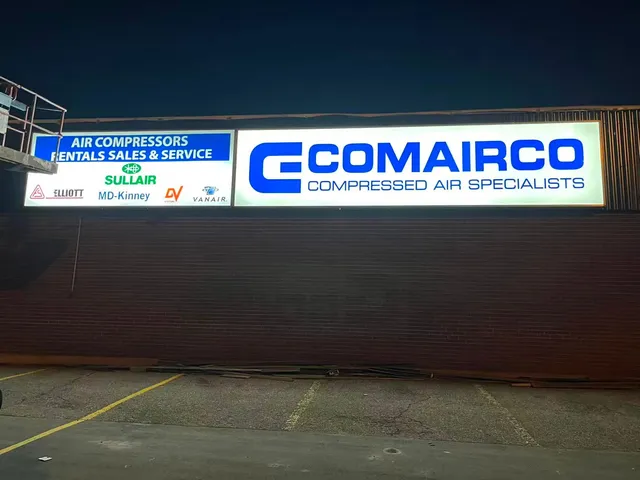 AIR COMPRESSORS
RENTALS SALES & SERVICE
SULLAIR
ELLIOTT MD-Kinney DV VANAIR
COMAIRCO
COMPRESSED AIR SPECIALISTS